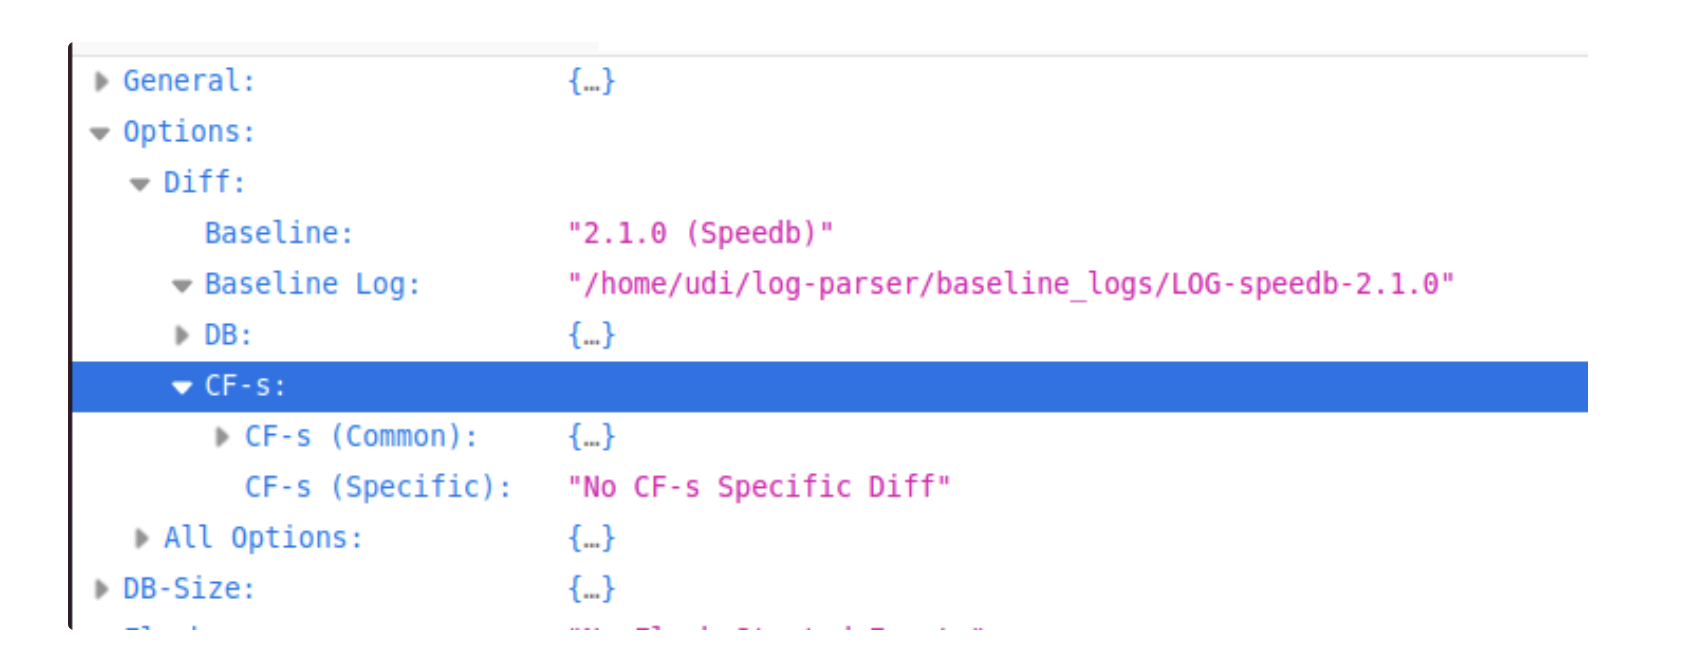 General: {…}
Options:
Diff:
Baseline: "2.1.0 (Speedb)"
Baseline Log: "/home/udi/log-parser/baseline_logs/LOG-speedb-2.1.0"
DB: {…}
CF-s:
CF-s (Common): {…}
CF-s (Specific): "No CF-s Specific Diff"
All Options: {…}
DB-Size: {…}